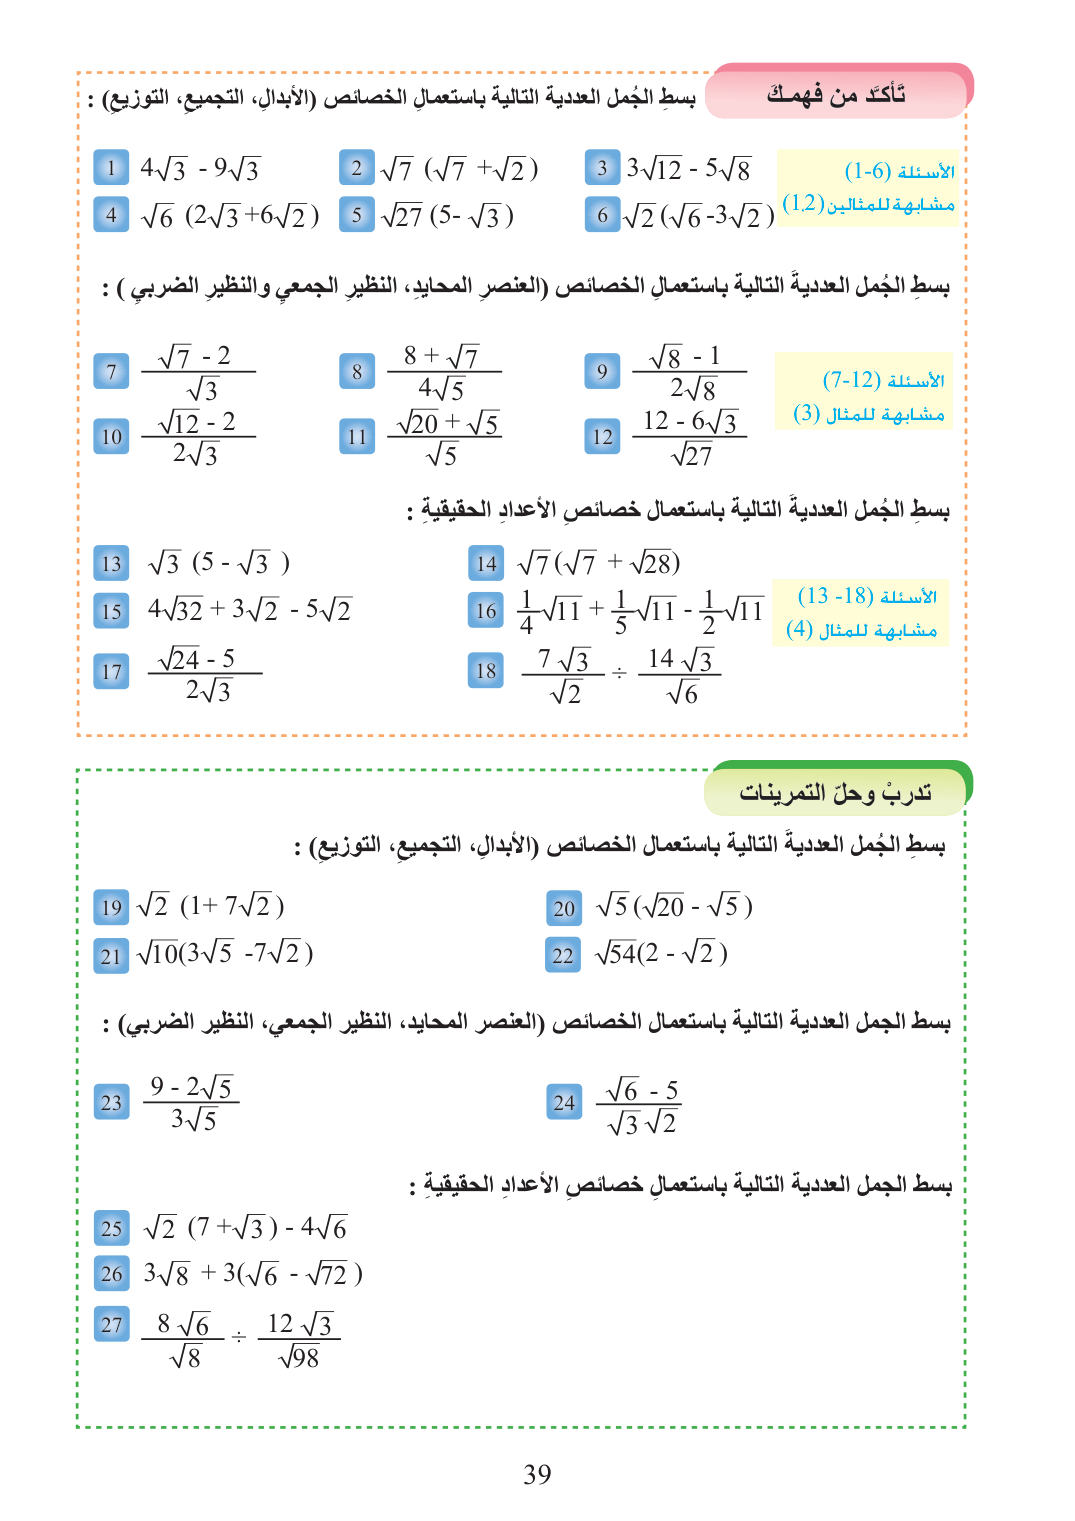 تَأكـَّد من فهمـكَ
بسطِ الجُمل العددية التالية باستعمالِ الخصائص (الأبدالِ، التجميعِ، التوزيعِ) :
1 4√3 - 9√3 2 √7 (√7 +√2 ) 3 3√12 - 5√8
الأسئلة (1-6)
4 √6 (2√3 +6√2 ) 5 √27 (5- √3 ) 6 √2 (√6 -3√2 )
مشابهة للمثالين (1,2)
بسطِ الجُمل العدديةَ التالية باستعمالِ الخصائص (العنصرِ المحايدِ، النظيرِ الجمعيِ والنظيرِ الضربيِ ) :
7 (√7 - 2)/√3 8 (8 + √7)/(4√5) 9 (√8 - 1)/(2√8)
الأسئلة (7-12)
مشابهة للمثال (3)
10 (√12 - 2)/(2√3) 11 (√20 + √5)/√5 12 (12 - 6√3)/√27
بسطِ الجُمل العدديةَ التالية باستعمال خصائصِ الأعدادِ الحقيقيةِ :
13 √3 (5 - √3 ) 14 √7 (√7 + √28)
15 4√32 + 3√2 - 5√2 16 1/4 √11 + 1/5 √11 - 1/2 √11
الأسئلة (13 -18)
مشابهة للمثال (4)
17 (√24 - 5)/(2√3) 18 (7 √3)/√2 ÷ (14 √3)/√6
تدربْ وحلّ التمرينات
بسطِ الجُمل العدديةَ التالية باستعمال الخصائص (الأبدالِ، التجميعِ، التوزيعِ) :
19 √2 (1+ 7√2 ) 20 √5 (√20 - √5 )
21 √10(3√5 -7√2 ) 22 √54(2 - √2 )
بسط الجمل العددية التالية باستعمال الخصائص (العنصر المحايد، النظير الجمعي، النظير الضربي) :
23 (9 - 2√5)/(3√5) 24 (√6 - 5)/(√3 √2)
بسط الجمل العددية التالية باستعمالِ خصائصِ الأعدادِ الحقيقيةِ :
25 √2 (7 +√3 ) - 4√6
26 3√8 + 3(√6 - √72 )
27 (8 √6)/√8 ÷ (12 √3)/√98
39